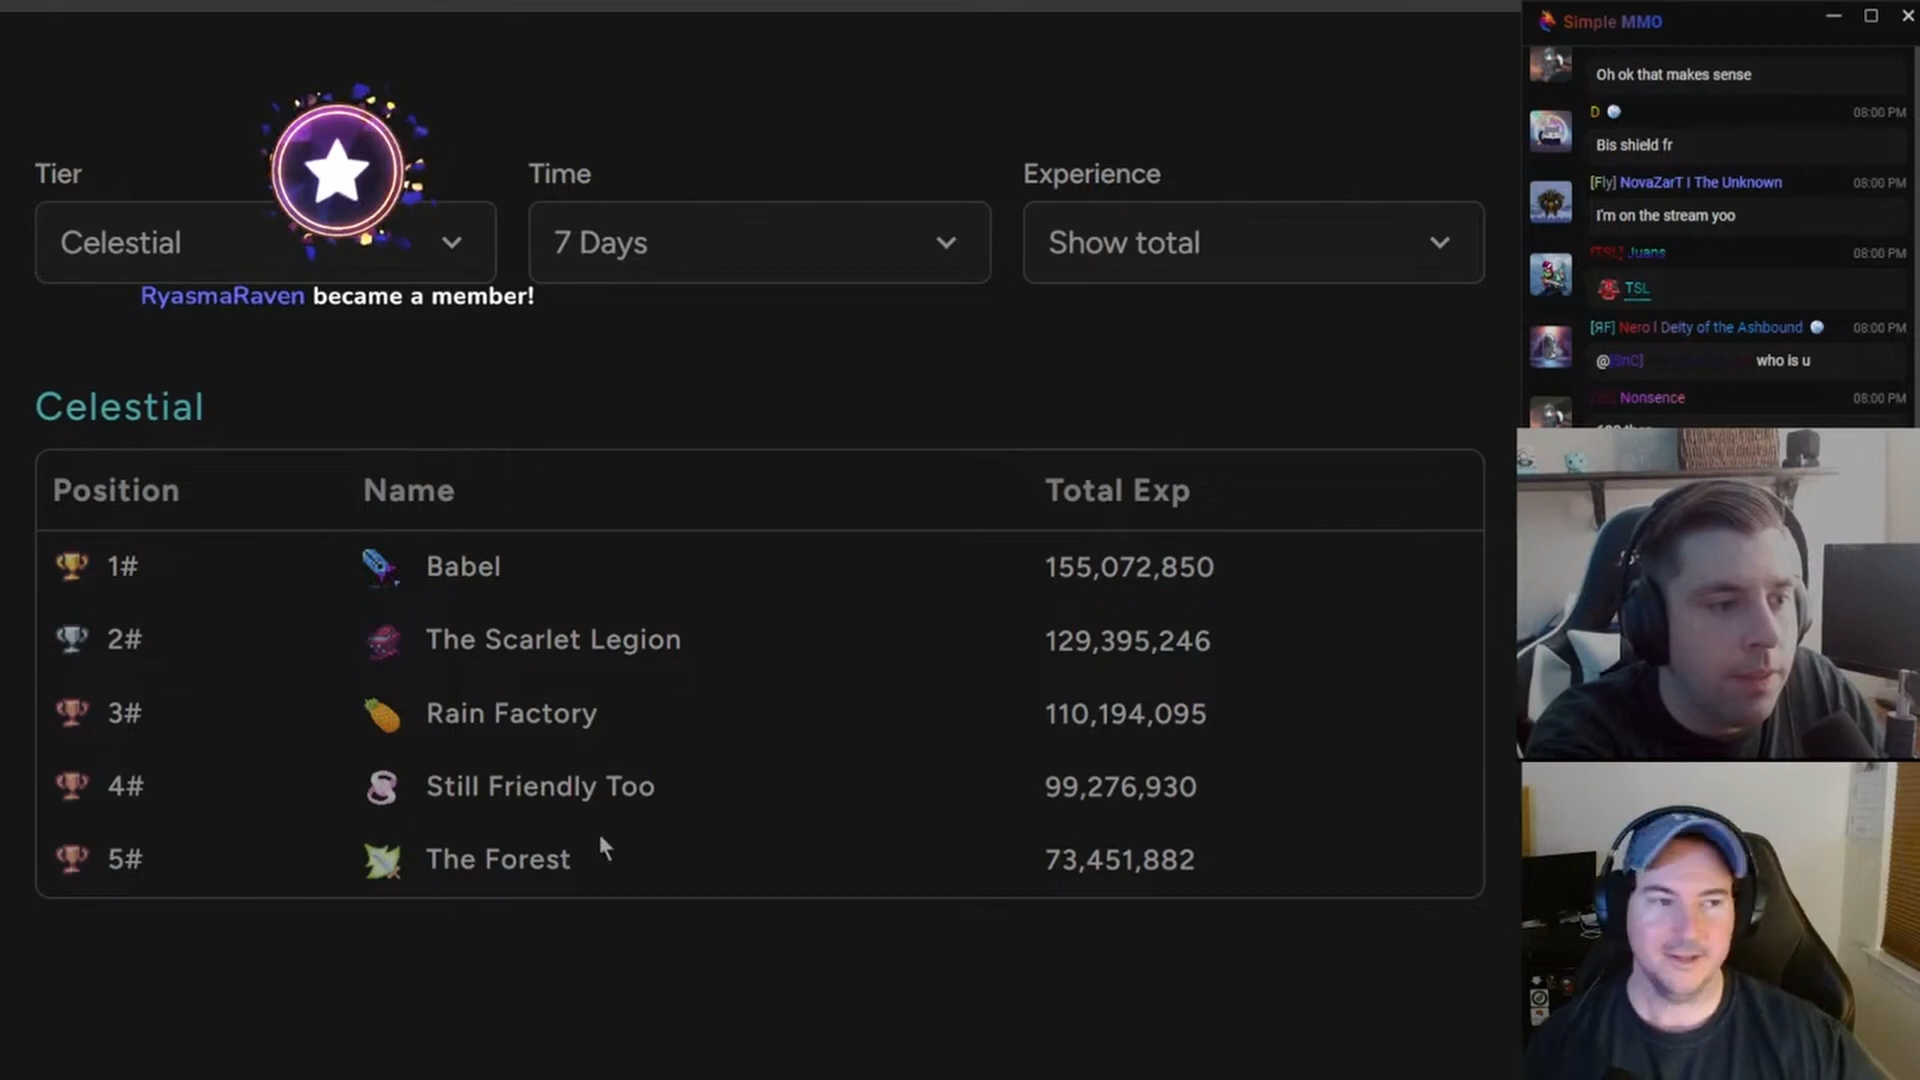 Tier
Time
Experience
Celestial
7 Days
Show total
RyasmaRaven became a member!
Celestial
Position
Name
Total Exp
1#
Babel
155,072,850
2#
The Scarlet Legion
129,395,246
3#
Rain Factory
110,194,095
4#
Still Friendly Too
99,276,930
5#
The Forest
73,451,882
Simple MMO
Oh ok that makes sense
D
08:00 PM
Bis shield fr
[Fly] NovaZarT I The Unknown
08:00 PM
I'm on the stream yoo
[TSL] Juans
08:00 PM
TSL
[ЯF] Nero I Deity of the Ashbound
08:00 PM
@[SnC] who is u
Nonsence
08:00 PM